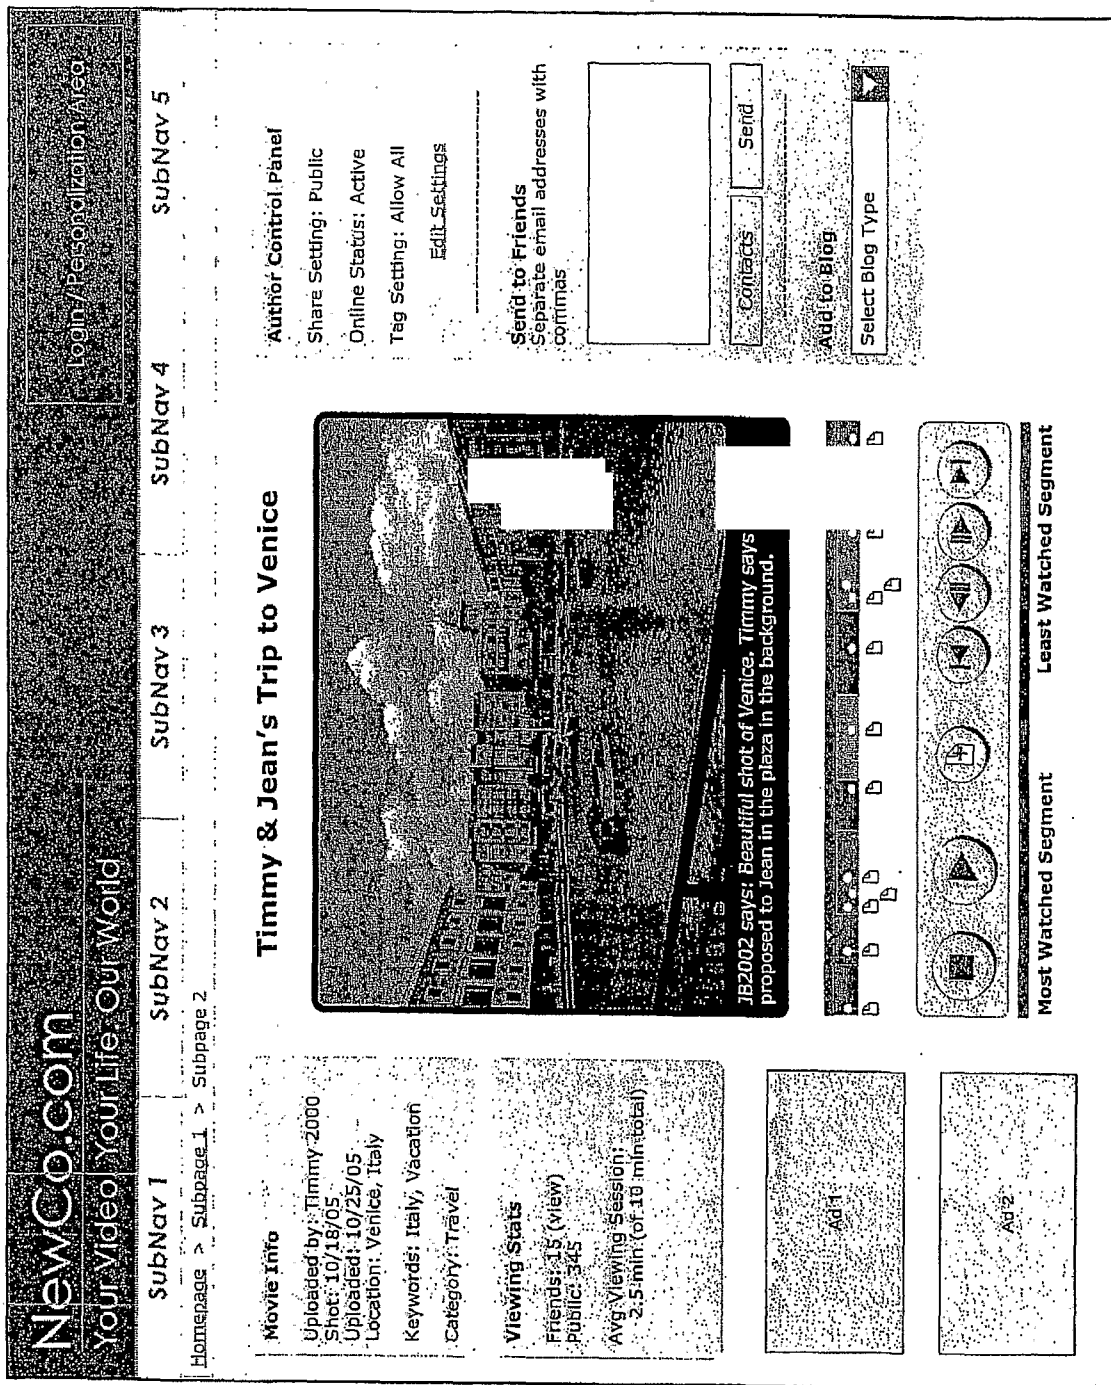 NewCo.com
Your Video. Your Life. Our World
Login/Personalization Area
SubNav 1
SubNav 2
SubNav 3
SubNav 4
SubNav 5
Homepage > Subpage 1 > Subpage 2
Movie Info
Uploaded by: Timmy 2000
Shot: 10/18/05
Uploaded: 10/25/05
Location: Venice, Italy
Keywords: Italy, Vacation
Category: Travel
Viewing Stats
Friends: 15 (view)
Public: 345
Avg Viewing Session:
2.5 min (of 10 min total)
Ad 1
Ad 2
Timmy & Jean's Trip to Venice
JB2002 says: Beautiful shot of Venice. Timmy says
proposed to Jean in the plaza in the background.
Most Watched Segment
Least Watched Segment
Author Control Panel
Share Setting: Public
Online Status: Active
Tag Setting: Allow All
Edit Settings
Send to Friends
Separate email addresses with
commas
Contacts
Send
Add to Blog
Select Blog Type